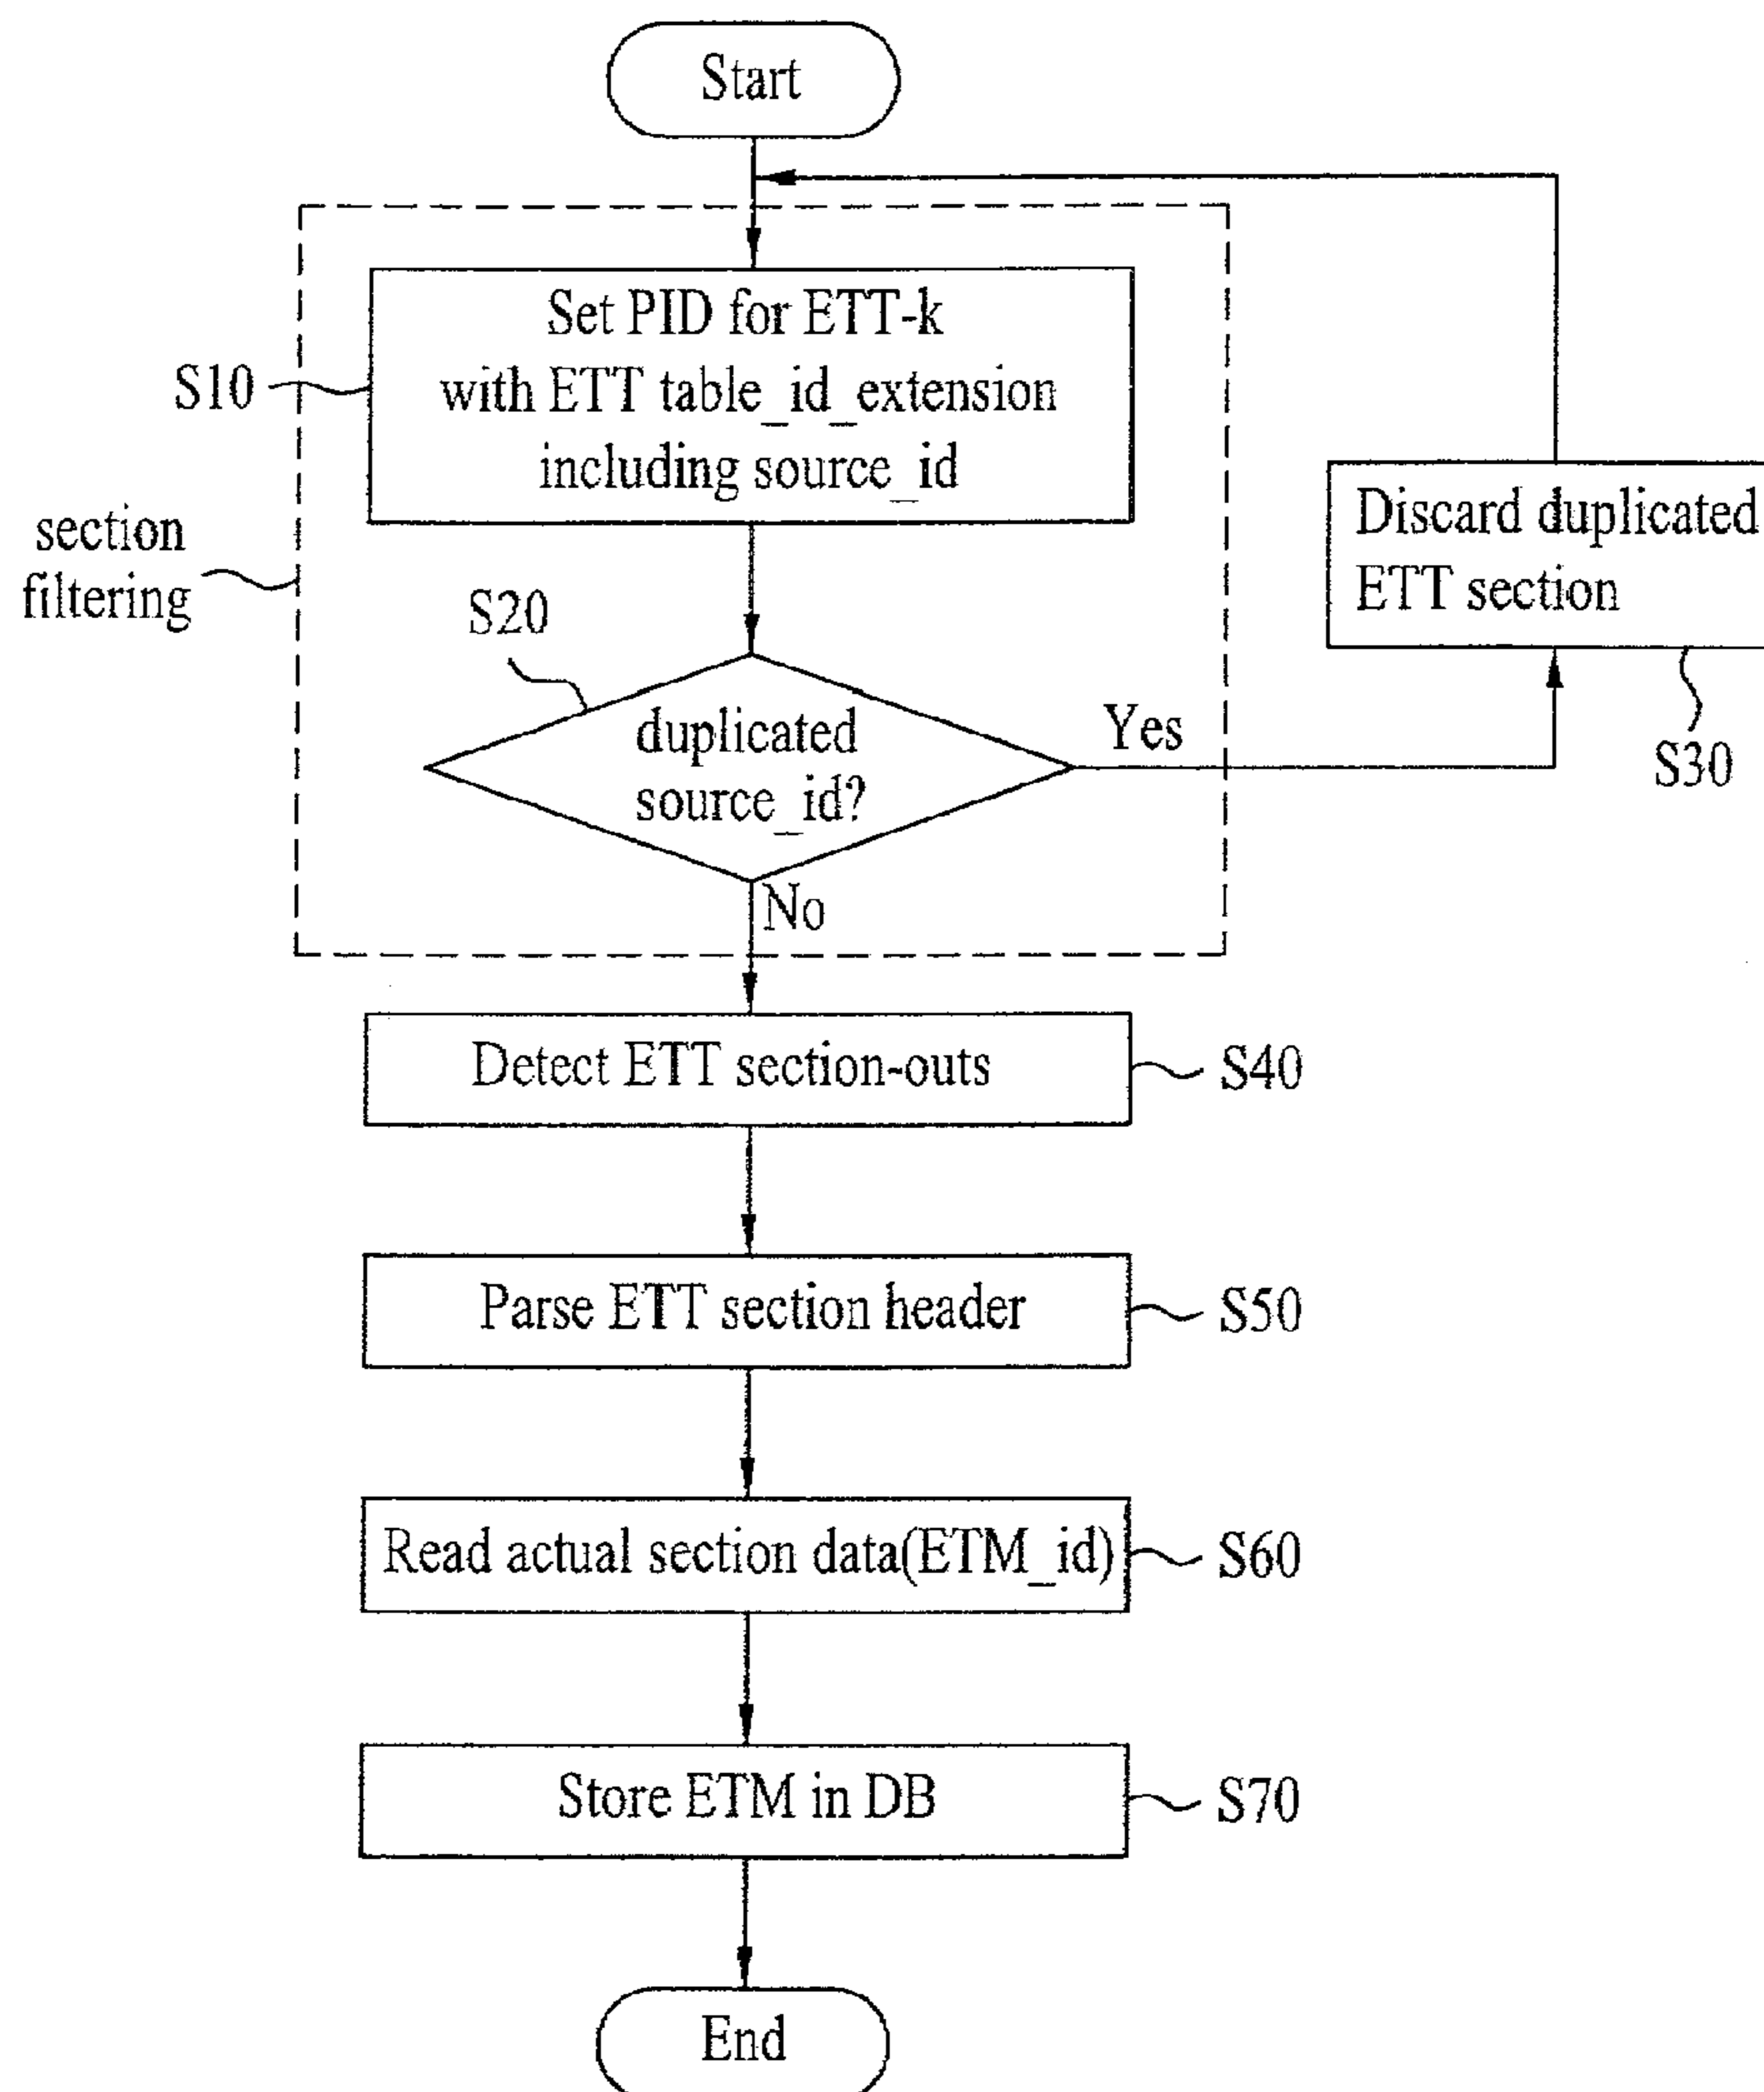 Start
Set PID for ETT-k
with ETT table_id_extension
including source_id
S10
section
filtering
Discard duplicated
ETT section
S30
S20
duplicated
source_id?
Yes
No
Detect ETT section-outs
S40
Parse ETT section header
S50
Read actual section data(ETM_id)
S60
Store ETM in DB
S70
End